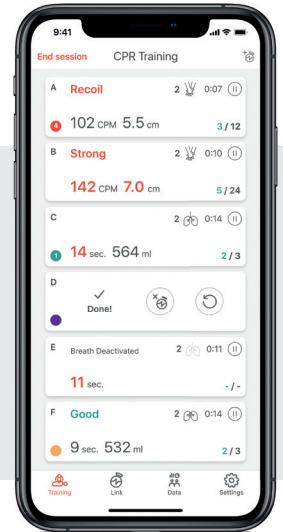 9:41
End session CPR Training
A Recoil 2 0:07
4 102 CPM 5.5 cm 3 / 12
B Strong 2 0:10
142 CPM 7.0 cm 5 / 24
C 2 0:14
1 14 sec. 564 ml 2 / 3
D
Done!
E Breath Deactivated 2 0:11
11 sec. - / -
F Good 2 0:14
9 sec. 532 ml 2 / 3
Training Link Data Settings